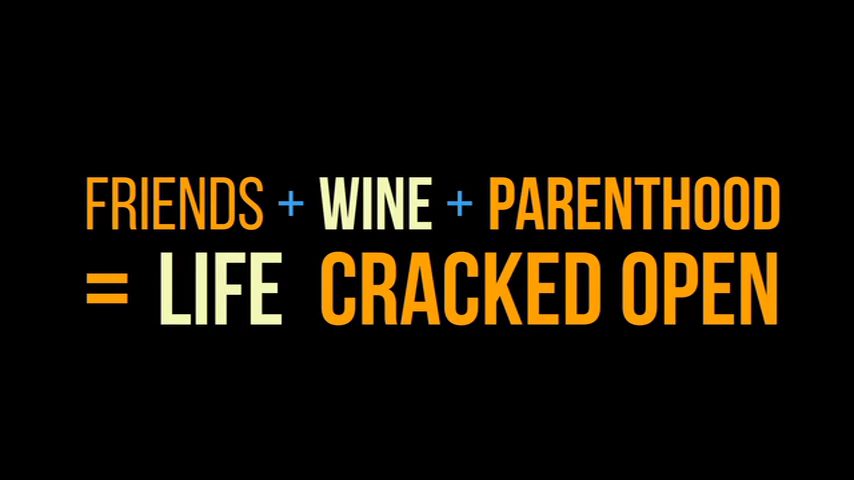 FRIENDS + WINE + PARENTHOOD
= LIFE CRACKED OPEN